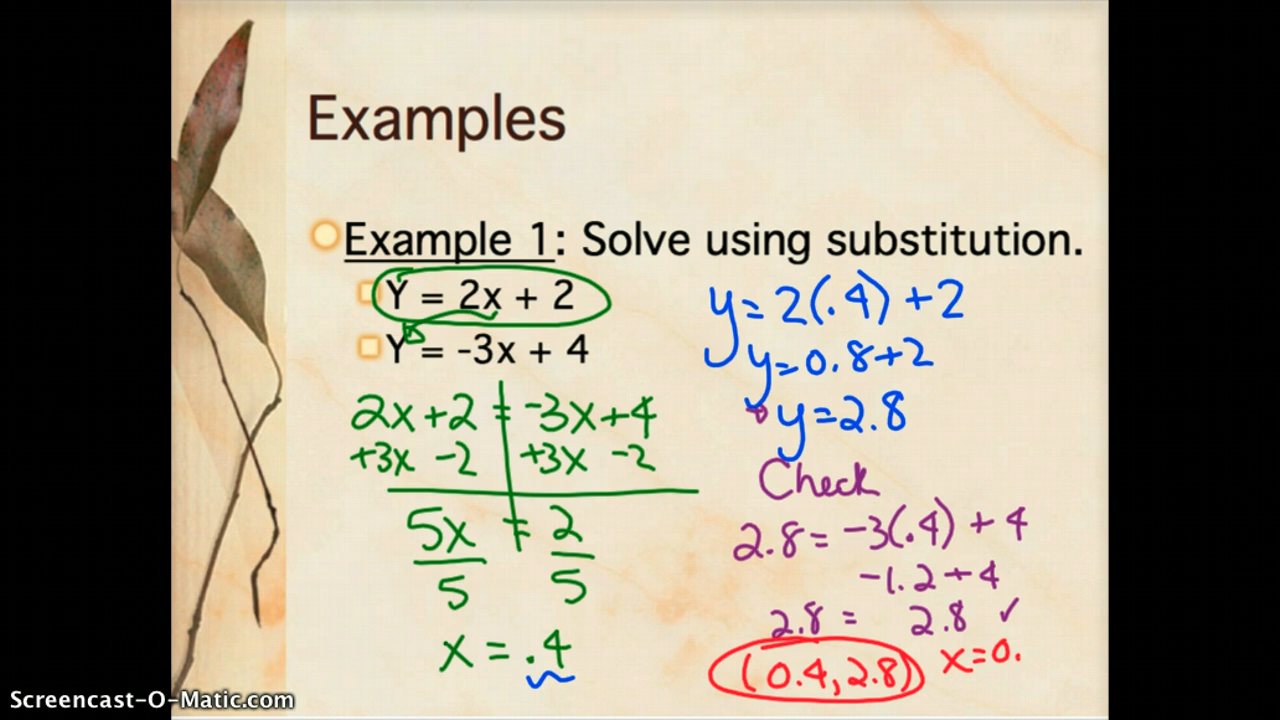 Examples
Example 1: Solve using substitution.
Y = 2x + 2
Y = -3x + 4
2x+2 = -3x+4
+3x -2 +3x -2
5x = 2
5 5
x = .4
y = 2(.4) +2
y = 0.8+2
y = 2.8
Check
2.8 = -3(.4) + 4
-1.2 + 4
2.8 = 2.8 ✓
(0.4, 2.8) x=0.
Screencast-O-Matic.com